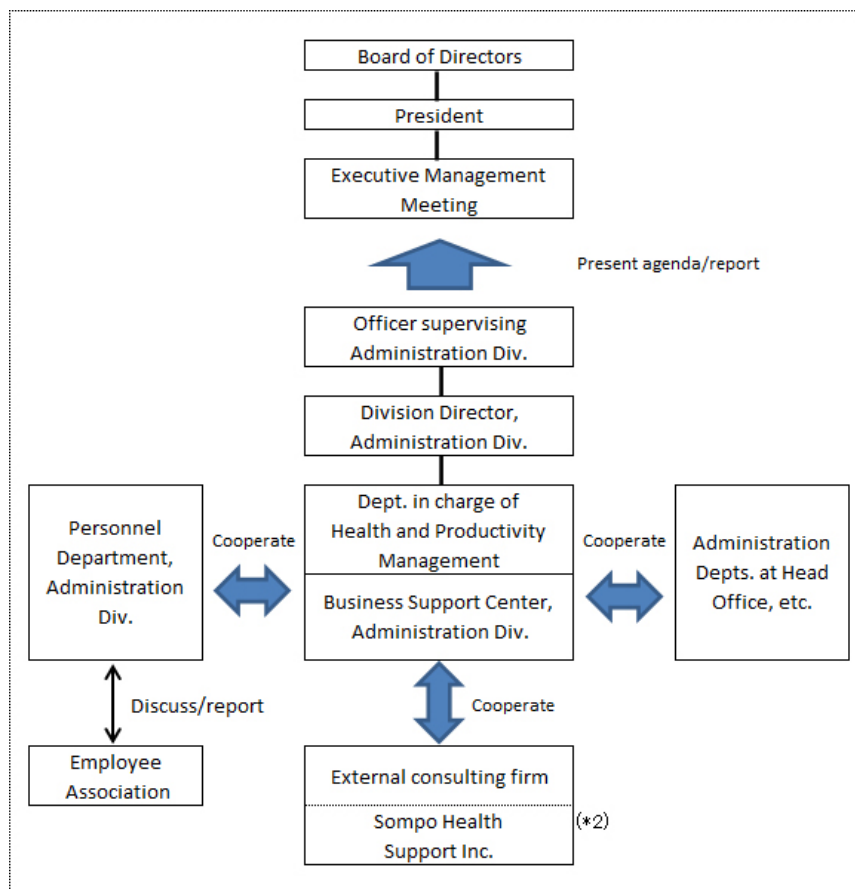 Board of Directors
President
Executive Management
Meeting
Present agenda/report
Officer supervising
Administration Div.
Division Director,
Administration Div.
Personnel
Department,
Administration
Div.
Cooperate
Dept. in charge of
Health and Productivity
Management
Business Support Center,
Administration Div.
Cooperate
Administration
Depts. at Head
Office, etc.
Discuss/report
Cooperate
Employee
Association
External consulting firm
Sompo Health
Support Inc.
(*2)